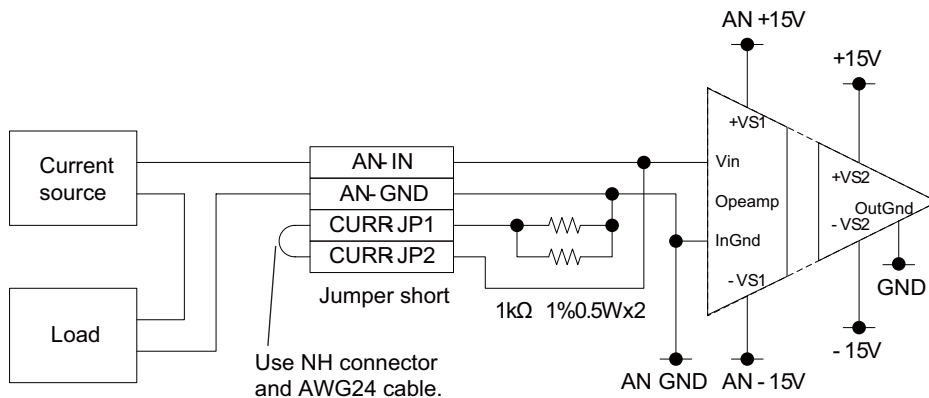 AN +15V
+15V
+VS1
Current
source
AN-IN
Vin
+VS2
AN-GND
Opeamp
OutGnd
CURR-JP1
-VS2
CURR-JP2
InGnd
-VS1
GND
Jumper short
1kΩ 1%0.5Wx2
Load
-15V
Use NH connector
and AWG24 cable.
AN GND
AN -15V